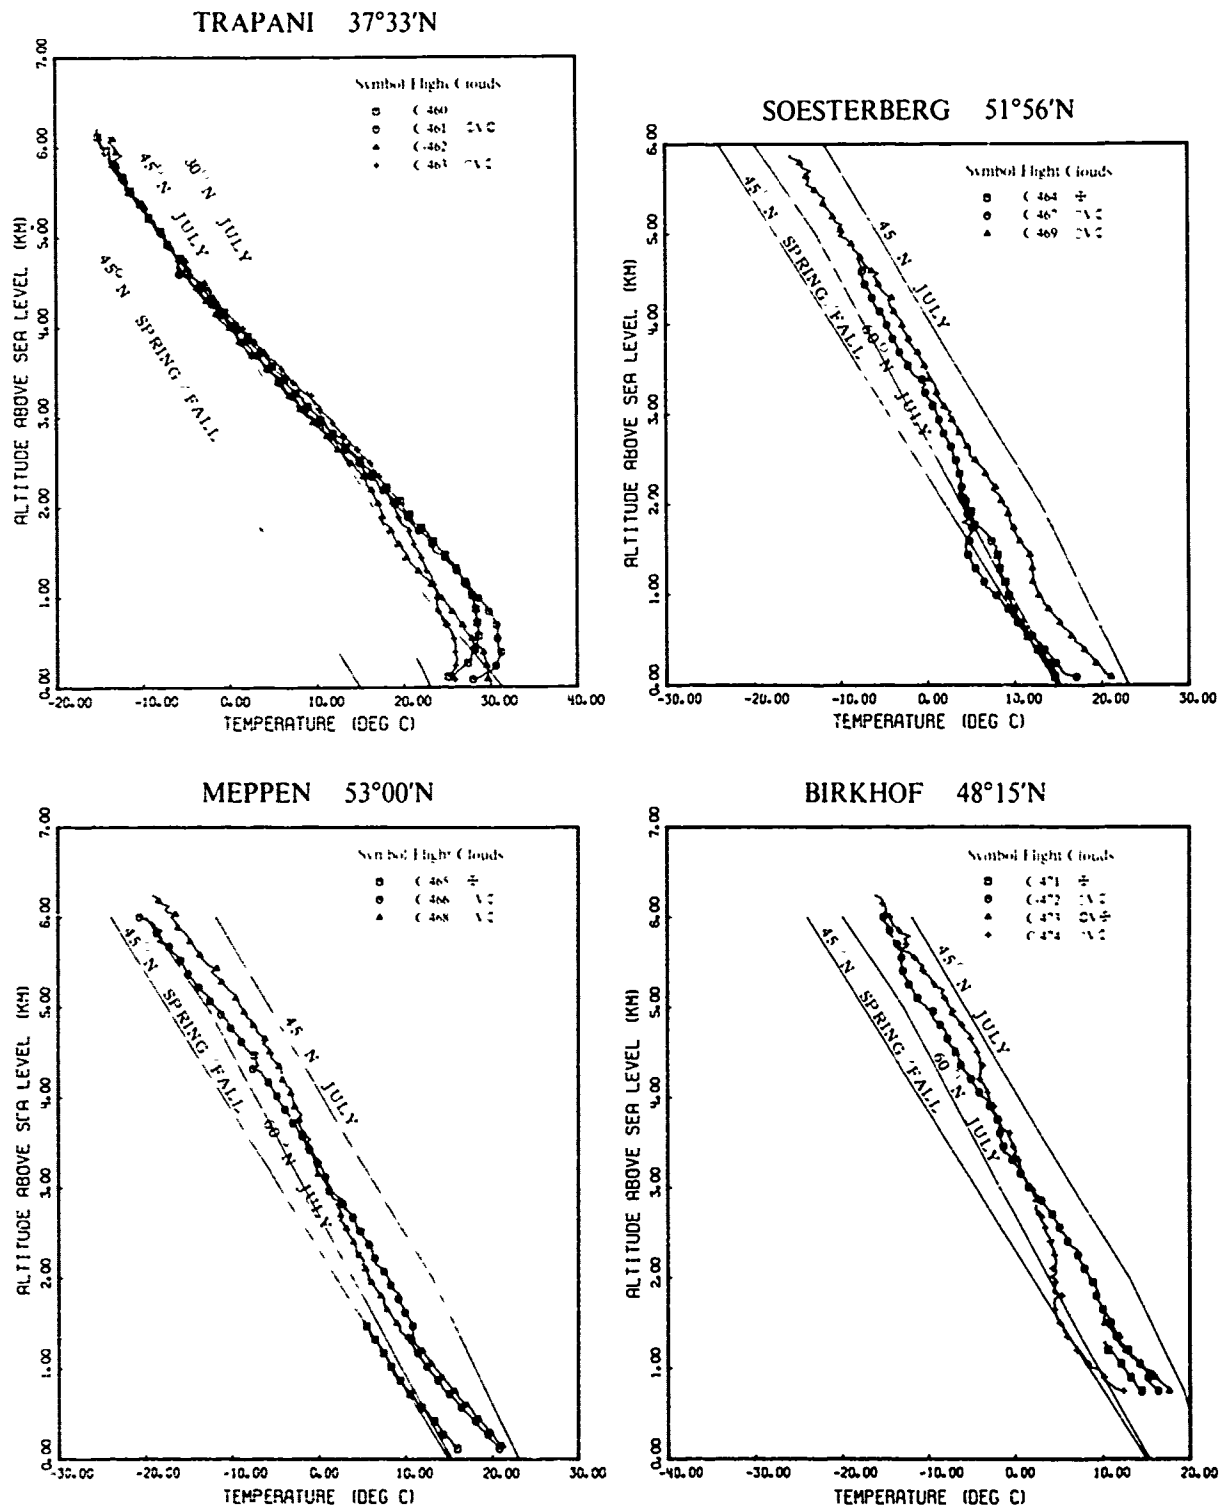 TRAPANI 37°33'N
7.00
6.00
5.00
4.00
3.00
2.00
1.00
0.00
ALTITUDE ABOVE SEA LEVEL (KM)
Symbol Flight Clouds
C-460
C-461
C-462
C-463
30° N JULY
45° N JULY
45° N SPRING/FALL
-20.00 -10.00 0.00 10.00 20.00 30.00 40.00
TEMPERATURE (DEG C)
SOESTERBERG 51°56'N
6.00
5.00
4.00
3.00
2.00
1.00
0.00
ALTITUDE ABOVE SEA LEVEL (KM)
Symbol Flight Clouds
C-464
C-467
C-469
45 N JULY
60° N JULY
45° N SPRING/FALL
-30.00 -20.00 -10.00 0.00 10.00 20.00 30.00
TEMPERATURE (DEG C)
MEPPEN 53°00'N
7.00
6.00
5.00
4.00
3.00
2.00
1.00
0.00
ALTITUDE ABOVE SEA LEVEL (KM)
Symbol Flight Clouds
C-465
C-466
C-468
45 N JULY
60° N JULY
45° N SPRING/FALL
-30.00 -20.00 -10.00 0.00 10.00 20.00 30.00
TEMPERATURE (DEG C)
BIRKHOF 48°15'N
7.00
6.00
5.00
4.00
3.00
2.00
1.00
0.00
ALTITUDE ABOVE SEA LEVEL (KM)
Symbol Flight Clouds
C-471
C-472
C-473
C-474
45° N JULY
60° N JULY
45° N SPRING/FALL
-40.00 -30.00 -20.00 -10.00 0.00 10.00 20.00
TEMPERATURE (DEG C)